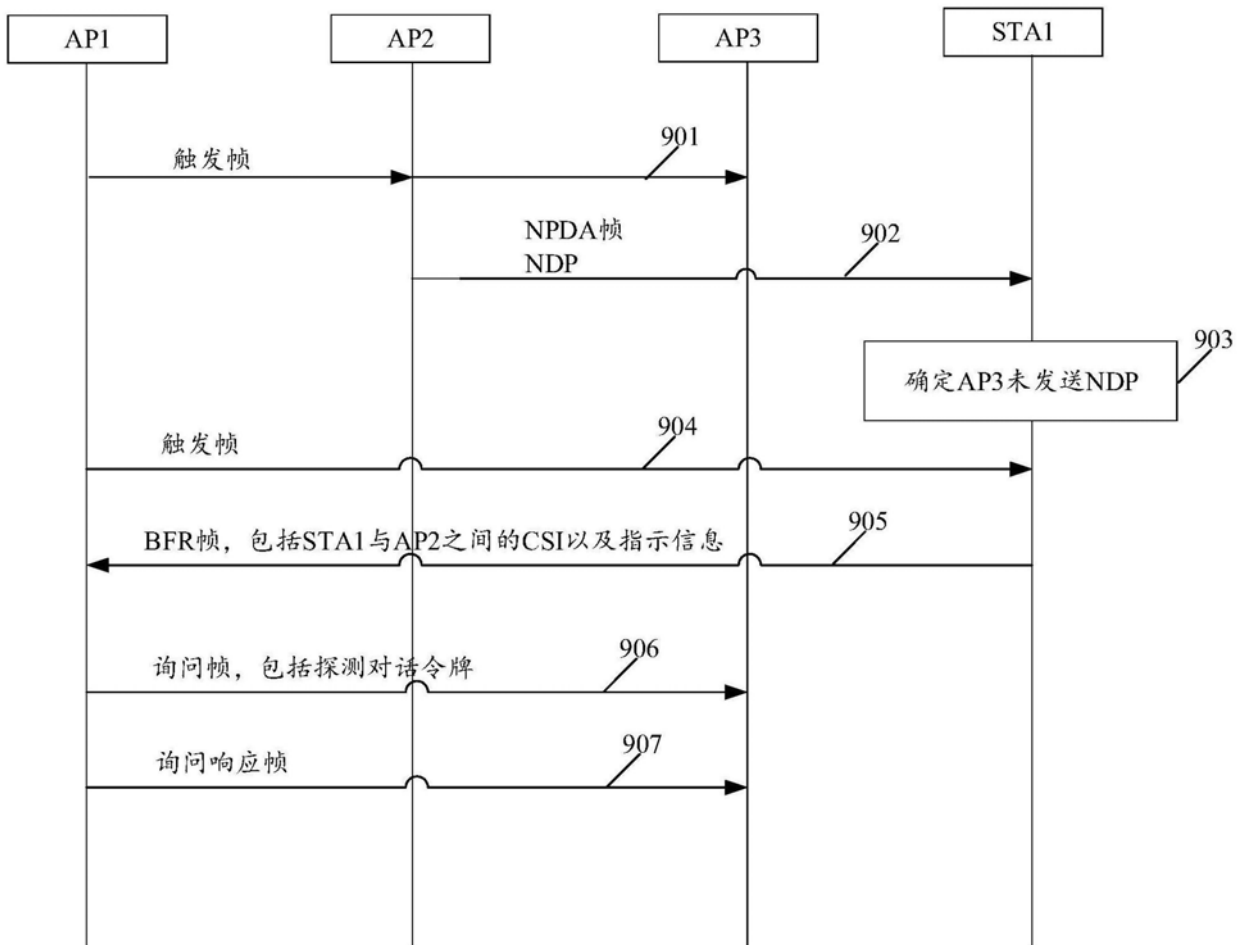 AP1
AP2
AP3
STA1
触发帧
901
NPDA帧
NDP
902
确定AP3未发送NDP
903
触发帧
904
BFR帧，包括STA1与AP2之间的CSI以及指示信息
905
询问帧，包括探测对话令牌
906
询问响应帧
907